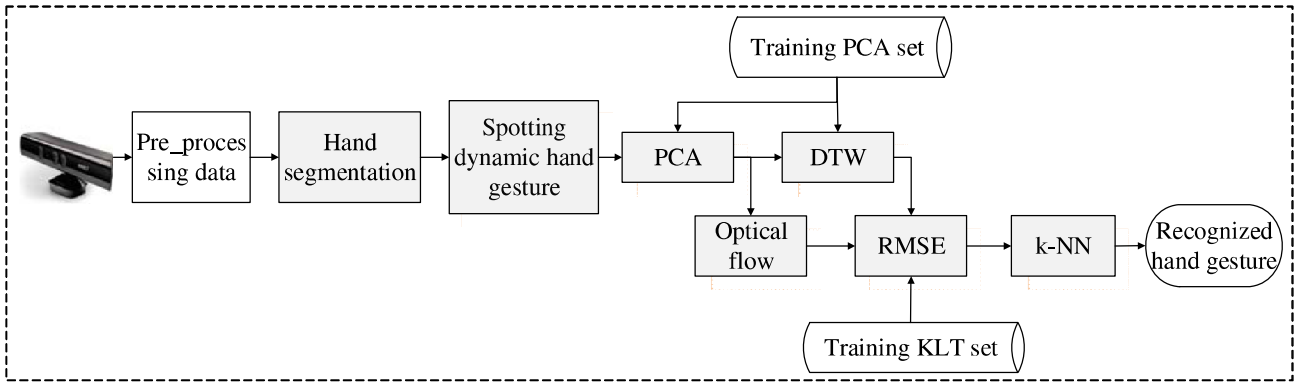 Training PCA set
Pre_proces
sing data
Hand
segmentation
Spotting
dynamic hand
gesture
PCA
DTW
Optical
flow
RMSE
k-NN
Recognized
hand gesture
Training KLT set